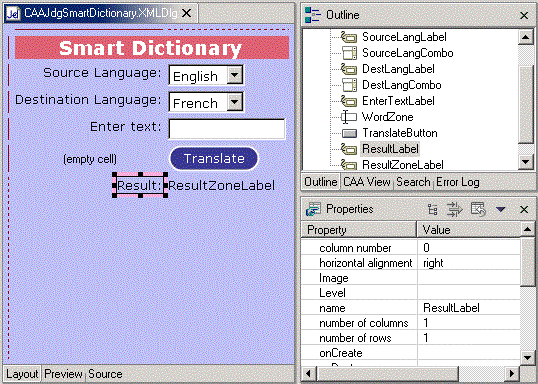 CAAJdgSmartDictionary.XMLDlg
Smart Dictionary
Source Language: English
Destination Language: French
Enter text:
(empty cell) Translate
Result: ResultZoneLabel
Layout Preview Source
Outline
SourceLangLabel
SourceLangCombo
DestLangLabel
DestLangCombo
EnterTextLabel
WordZone
TranslateButton
ResultLabel
ResultZoneLabel
Outline CAA View Search Error Log
Properties
Property Value
column number 0
horizontal alignment right
Image
Level
name ResultLabel
number of columns 1
number of rows 1
onCreate